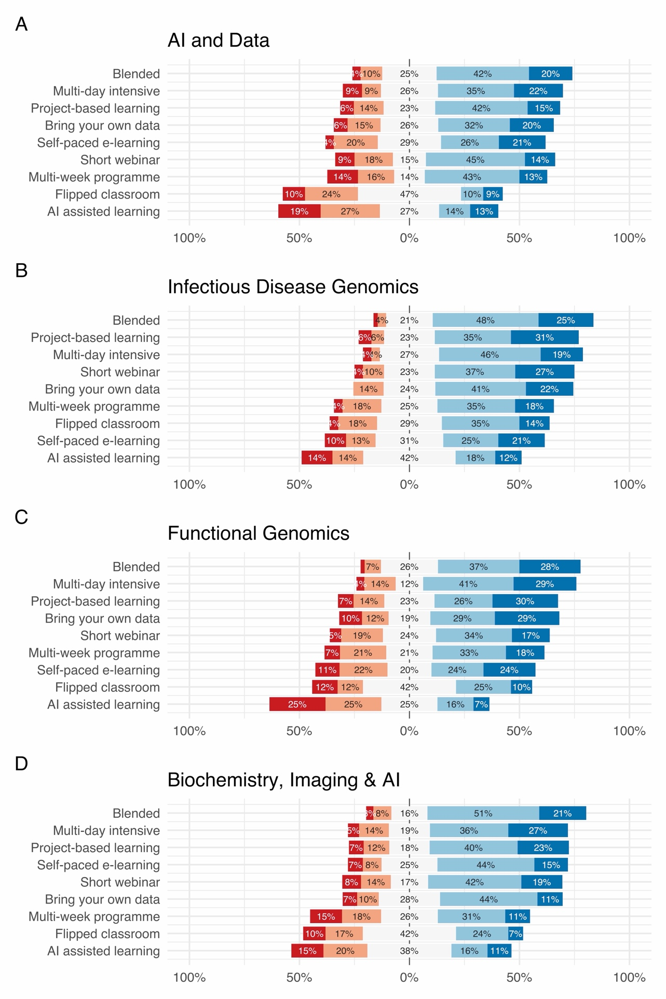 A
AI and Data
Blended 4% 10% 25% 42% 20%
Multi-day intensive 9% 9% 26% 35% 22%
Project-based learning 6% 14% 23% 42% 15%
Bring your own data 6% 15% 26% 32% 20%
Self-paced e-learning 4% 20% 29% 26% 21%
Short webinar 9% 18% 15% 45% 14%
Multi-week programme 14% 16% 14% 43% 13%
Flipped classroom 10% 24% 47% 10% 9%
AI assisted learning 19% 27% 27% 14% 13%
100% 50% 0% 50% 100%
B
Infectious Disease Genomics
Blended 4% 21% 48% 25%
Project-based learning 6% 6% 23% 35% 31%
Multi-day intensive 4% 4% 27% 46% 19%
Short webinar 4% 10% 23% 37% 27%
Bring your own data 14% 24% 41% 22%
Multi-week programme 4% 18% 25% 35% 18%
Flipped classroom 4% 18% 29% 35% 14%
Self-paced e-learning 10% 13% 31% 25% 21%
AI assisted learning 14% 14% 42% 18% 12%
100% 50% 0% 50% 100%
C
Functional Genomics
Blended 7% 26% 37% 28%
Multi-day intensive 4% 14% 12% 41% 29%
Project-based learning 7% 14% 23% 26% 30%
Bring your own data 10% 12% 19% 29% 29%
Short webinar 5% 19% 24% 34% 17%
Multi-week programme 7% 21% 21% 33% 18%
Self-paced e-learning 11% 22% 20% 24% 24%
Flipped classroom 12% 12% 42% 25% 10%
AI assisted learning 25% 25% 25% 16% 7%
100% 50% 0% 50% 100%
D
Biochemistry, Imaging & AI
Blended 3% 8% 16% 51% 21%
Multi-day intensive 5% 14% 19% 36% 27%
Project-based learning 7% 12% 18% 40% 23%
Self-paced e-learning 7% 8% 25% 44% 15%
Short webinar 8% 14% 17% 42% 19%
Bring your own data 7% 10% 28% 44% 11%
Multi-week programme 15% 18% 26% 31% 11%
Flipped classroom 10% 17% 42% 24% 7%
AI assisted learning 15% 20% 38% 16% 11%
100% 50% 0% 50% 100%